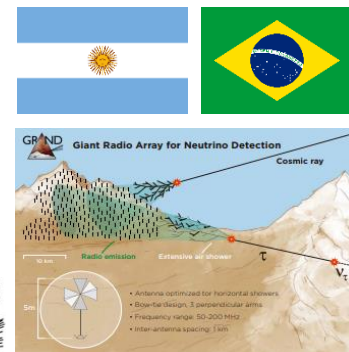 GRAND
Giant Radio Array for Neutrino Detection
Cosmic ray
Radio emission
Extensive air shower
τ
ντ
10 km
5m
• Antenna optimized for horizontal showers
• Bow-tie design, 3 perpendicular arms
• Frequency range: 50-200 MHz
• Inter-antenna spacing: 1 km